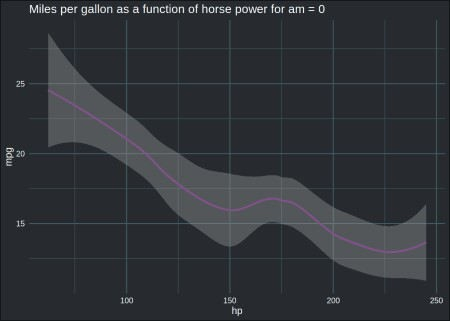 Miles per gallon as a function of horse power for am = 0
25
20
15
mpg
100 150 200 250
hp